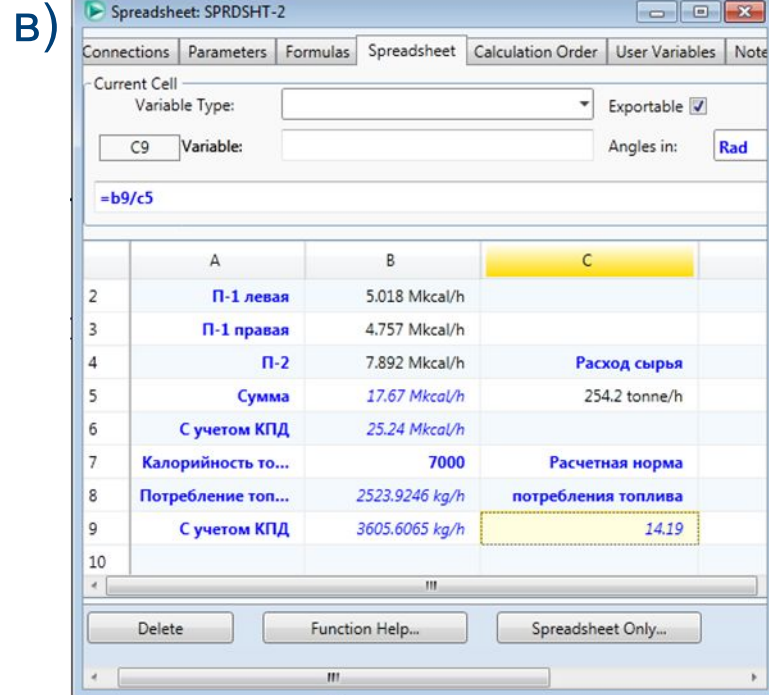 в)
Spreadsheet: SPRDSHT-2
Connections Parameters Formulas Spreadsheet Calculation Order User Variables Note
Current Cell
Variable Type: Exportable
C9 Variable: Angles in: Rad
=b9/c5
A B C
2 П-1 левая 5.018 Mkcal/h
3 П-1 правая 4.757 Mkcal/h
4 П-2 7.892 Mkcal/h Расход сырья
5 Сумма 17.67 Mkcal/h 254.2 tonne/h
6 С учетом КПД 25.24 Mkcal/h
7 Калорийность то... 7000 Расчетная норма
8 Потребление топ... 2523.9246 kg/h потребления топлива
9 С учетом КПД 3605.6065 kg/h 14.19
10
Delete Function Help... Spreadsheet Only...